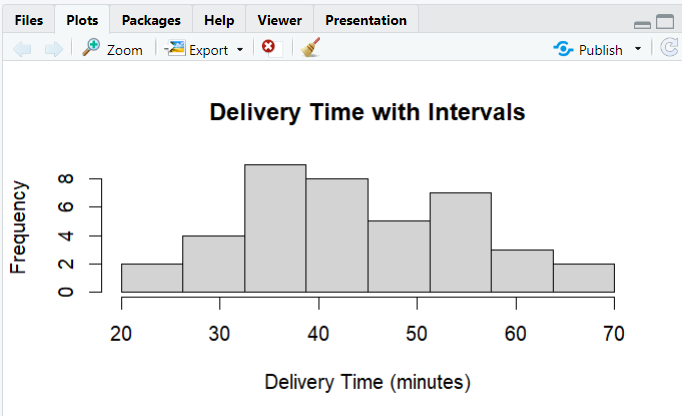 Files Plots Packages Help Viewer Presentation
Zoom Export Publish
Delivery Time with Intervals
Frequency
8
6
4
2
0
20 30 40 50 60 70
Delivery Time (minutes)